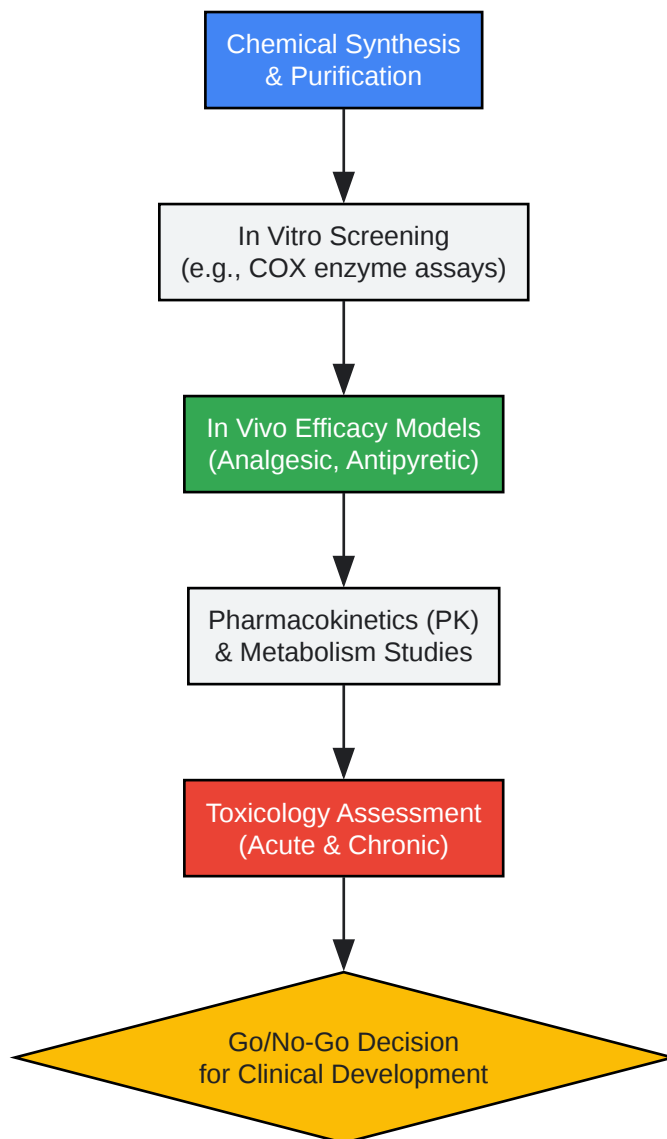 Chemical Synthesis
& Purification
In Vitro Screening
(e.g., COX enzyme assays)
In Vivo Efficacy Models
(Analgesic, Antipyretic)
Pharmacokinetics (PK)
& Metabolism Studies
Toxicology Assessment
(Acute & Chronic)
Go/No-Go Decision
for Clinical Development